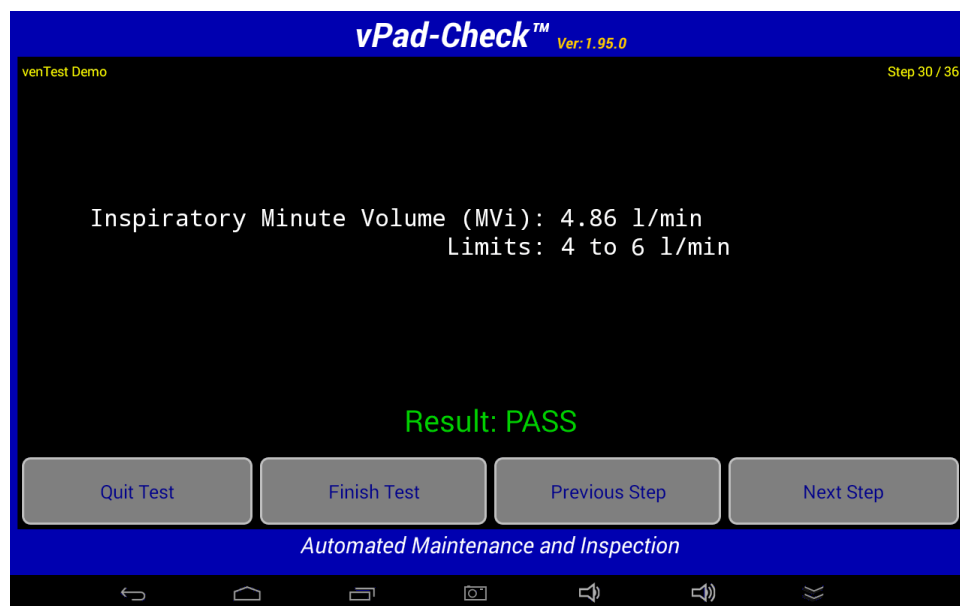 vPad-Check™ Ver: 1.95.0
venTest Demo Step 30 / 36
Inspiratory Minute Volume (MVi): 4.86 l/min
Limits: 4 to 6 l/min
Result: PASS
Quit Test Finish Test Previous Step Next Step
Automated Maintenance and Inspection